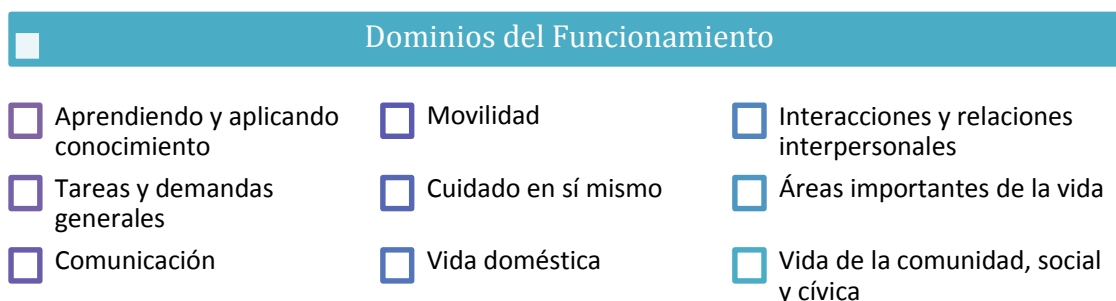 Dominios del Funcionamiento
Aprendiendo y aplicando
conocimiento
Tareas y demandas
generales
Comunicación
Movilidad
Cuidado en sí mismo
Vida doméstica
Interacciones y relaciones
interpersonales
Áreas importantes de la vida
Vida de la comunidad, social
y cívica